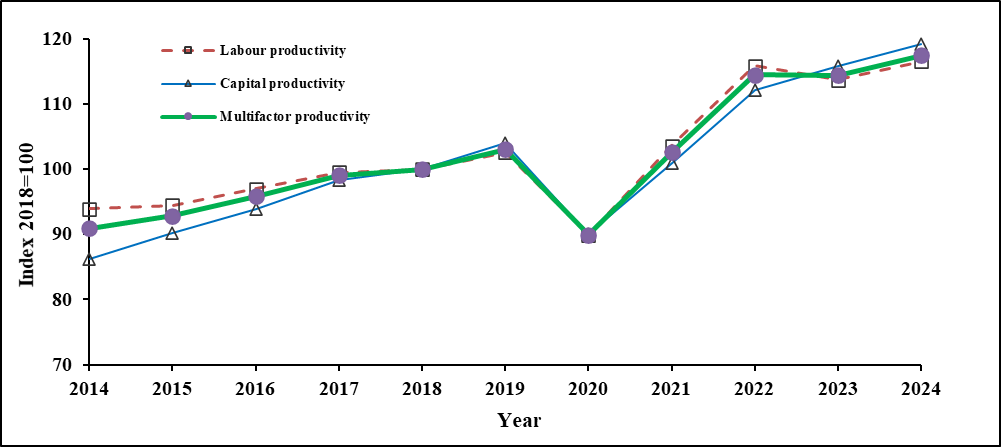 Labour productivity
Capital productivity
Multifactor productivity
Index 2018=100
120
110
100
90
80
70
2014 2015 2016 2017 2018 2019 2020 2021 2022 2023 2024
Year